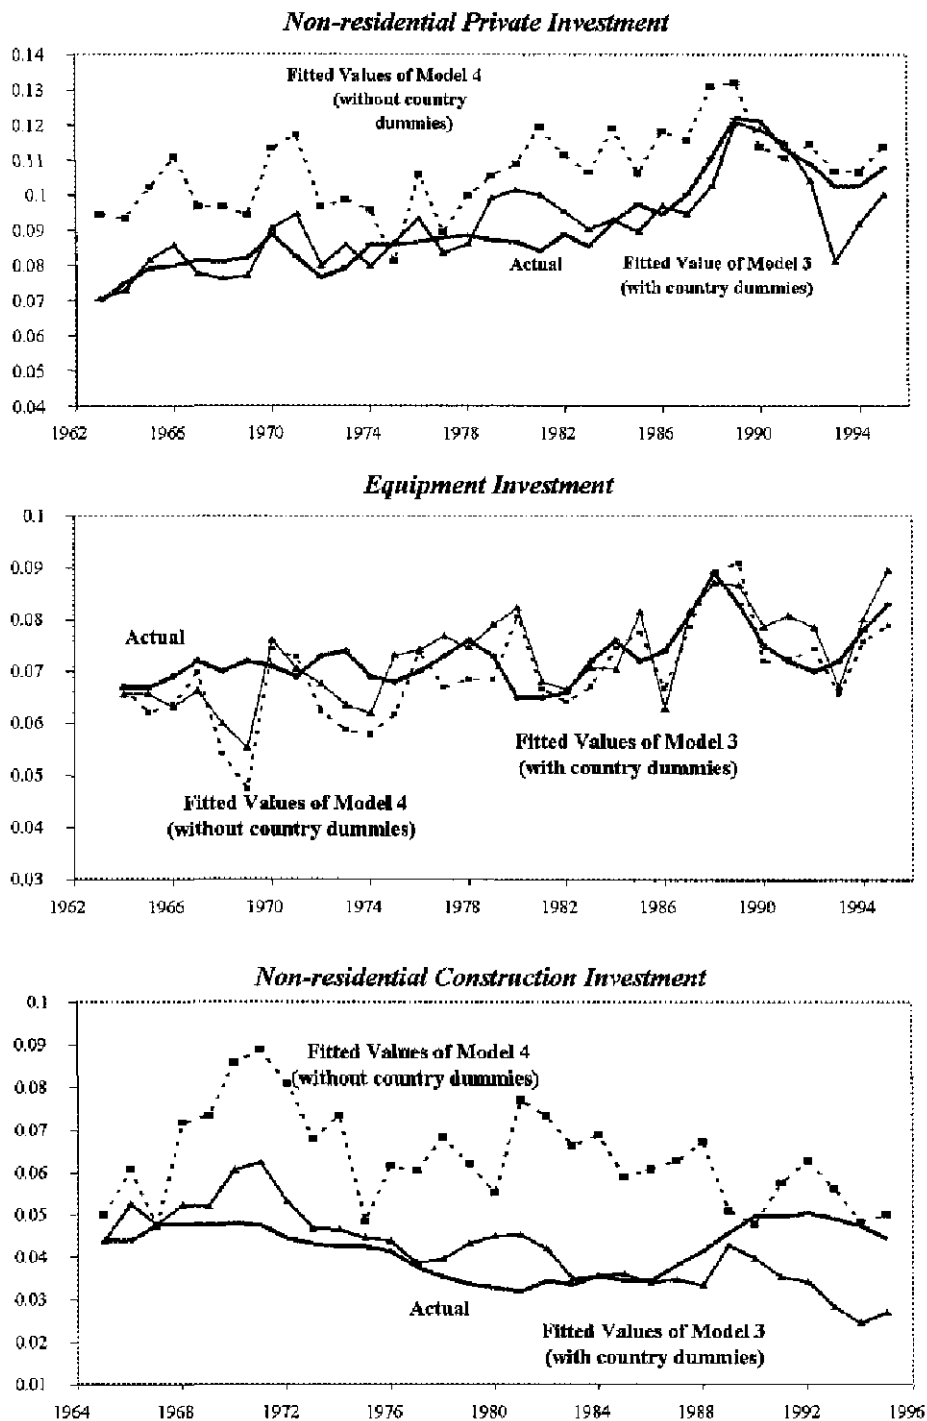 Non-residential Private Investment
0.14
0.13
0.12
0.11
0.1
0.09
0.08
0.07
0.06
0.05
0.04
Fitted Values of Model 4
(without country
dummies)
Actual
Fitted Value of Model 3
(with country dummies)
1962 1966 1970 1974 1978 1982 1986 1990 1994
Equipment Investment
0.1
0.09
0.08
0.07
0.06
0.05
0.04
0.03
Actual
Fitted Values of Model 3
(with country dummies)
Fitted Values of Model 4
(without country dummies)
1962 1966 1970 1974 1978 1982 1986 1990 1994
Non-residential Construction Investment
0.1
0.09
0.08
0.07
0.06
0.05
0.04
0.03
0.02
0.01
Fitted Values of Model 4
(without country dummies)
Actual
Fitted Values of Model 3
(with country dummies)
1964 1968 1972 1976 1980 1984 1988 1992 1996